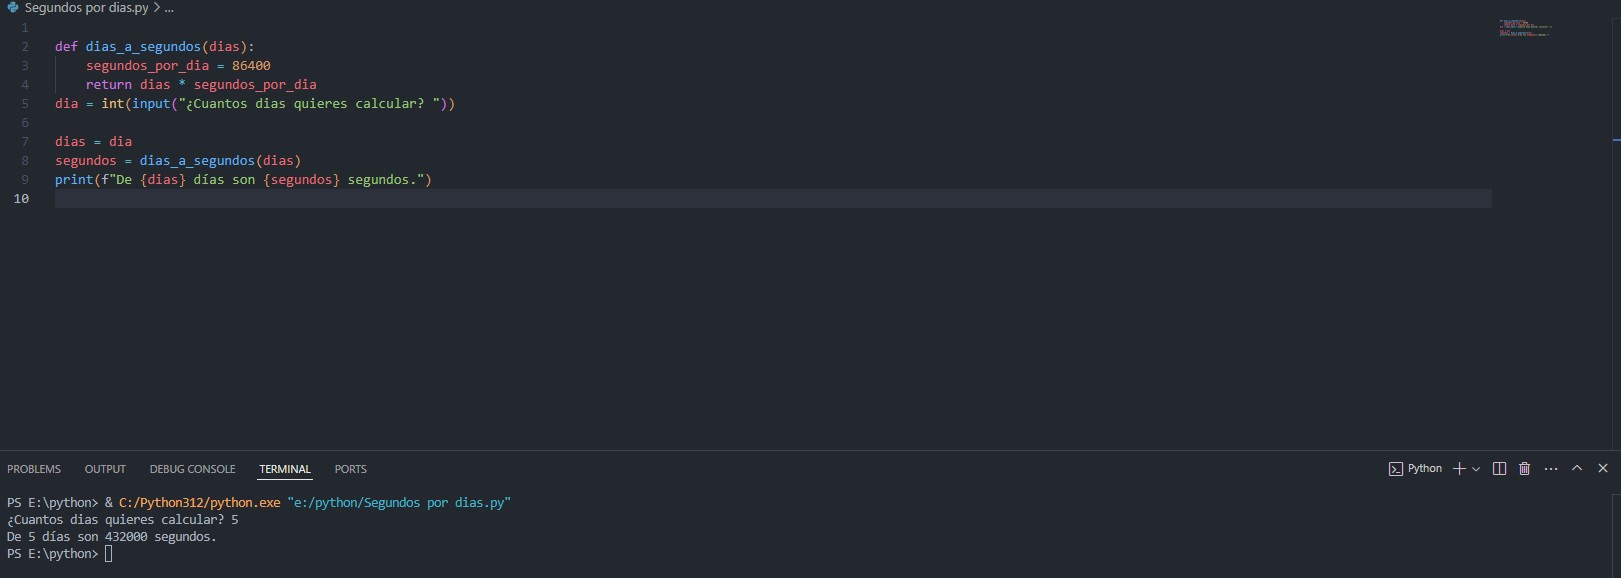 Segundos por dias.py > ...
1
2 def dias_a_segundos(dias):
3     segundos_por_dia = 86400
4     return dias * segundos_por_dia
5 dia = int(input("¿Cuantos dias quieres calcular? "))
6
7 dias = dia
8 segundos = dias_a_segundos(dias)
9 print(f"De {dias} días son {segundos} segundos.")
10
PROBLEMS OUTPUT DEBUG CONSOLE TERMINAL PORTS Python
PS E:\python> & C:/Python312/python.exe "e:/python/Segundos por dias.py"
¿Cuantos dias quieres calcular? 5
De 5 días son 432000 segundos.
PS E:\python>